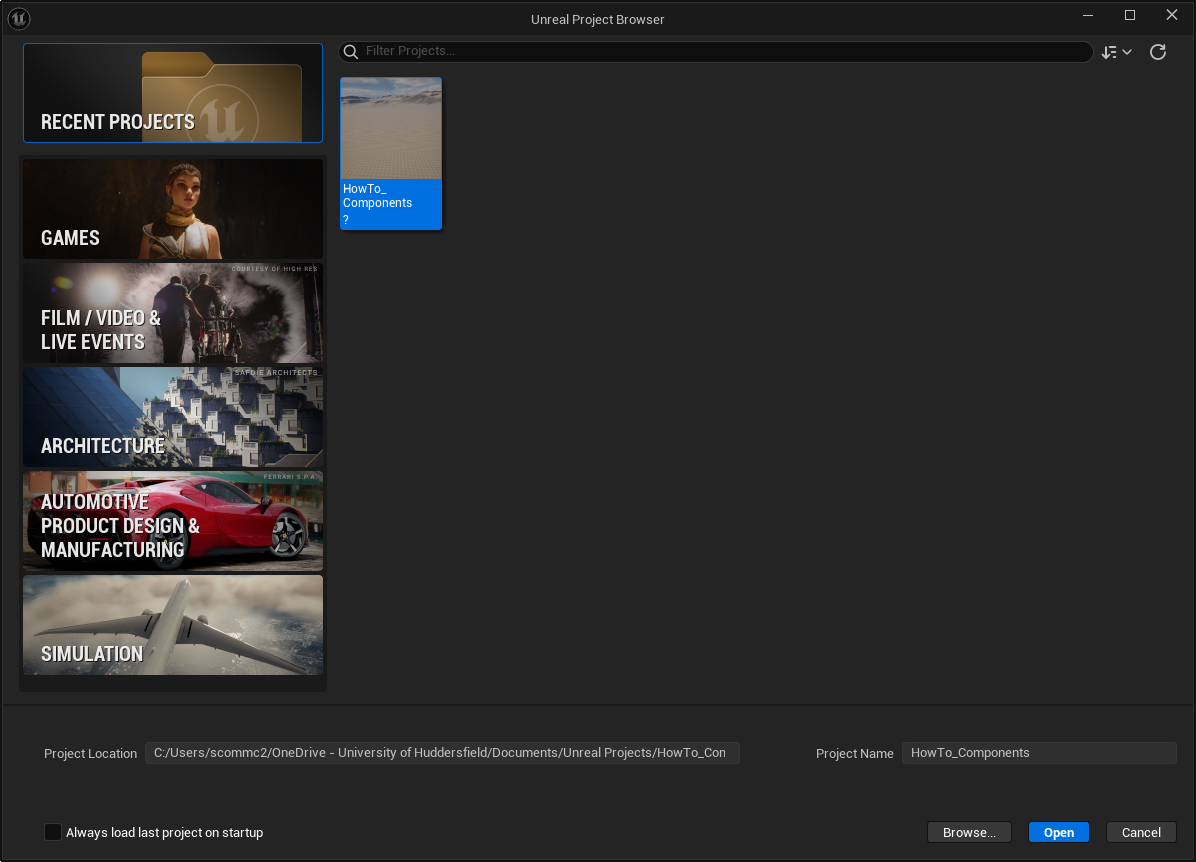 Unreal Project Browser
RECENT PROJECTS
Filter Projects...
HowTo_
Components
?
GAMES
COURTESY OF HIGH RES
FILM / VIDEO &
LIVE EVENTS
SAFDIE ARCHITECTS
ARCHITECTURE
FERRARI S.P.A.
AUTOMOTIVE
PRODUCT DESIGN &
MANUFACTURING
SIMULATION
Project Location C:/Users/scommc2/OneDrive - University of Huddersfield/Documents/Unreal Projects/HowTo_Con
Project Name HowTo_Components
Always load last project on startup
Browse... Open Cancel